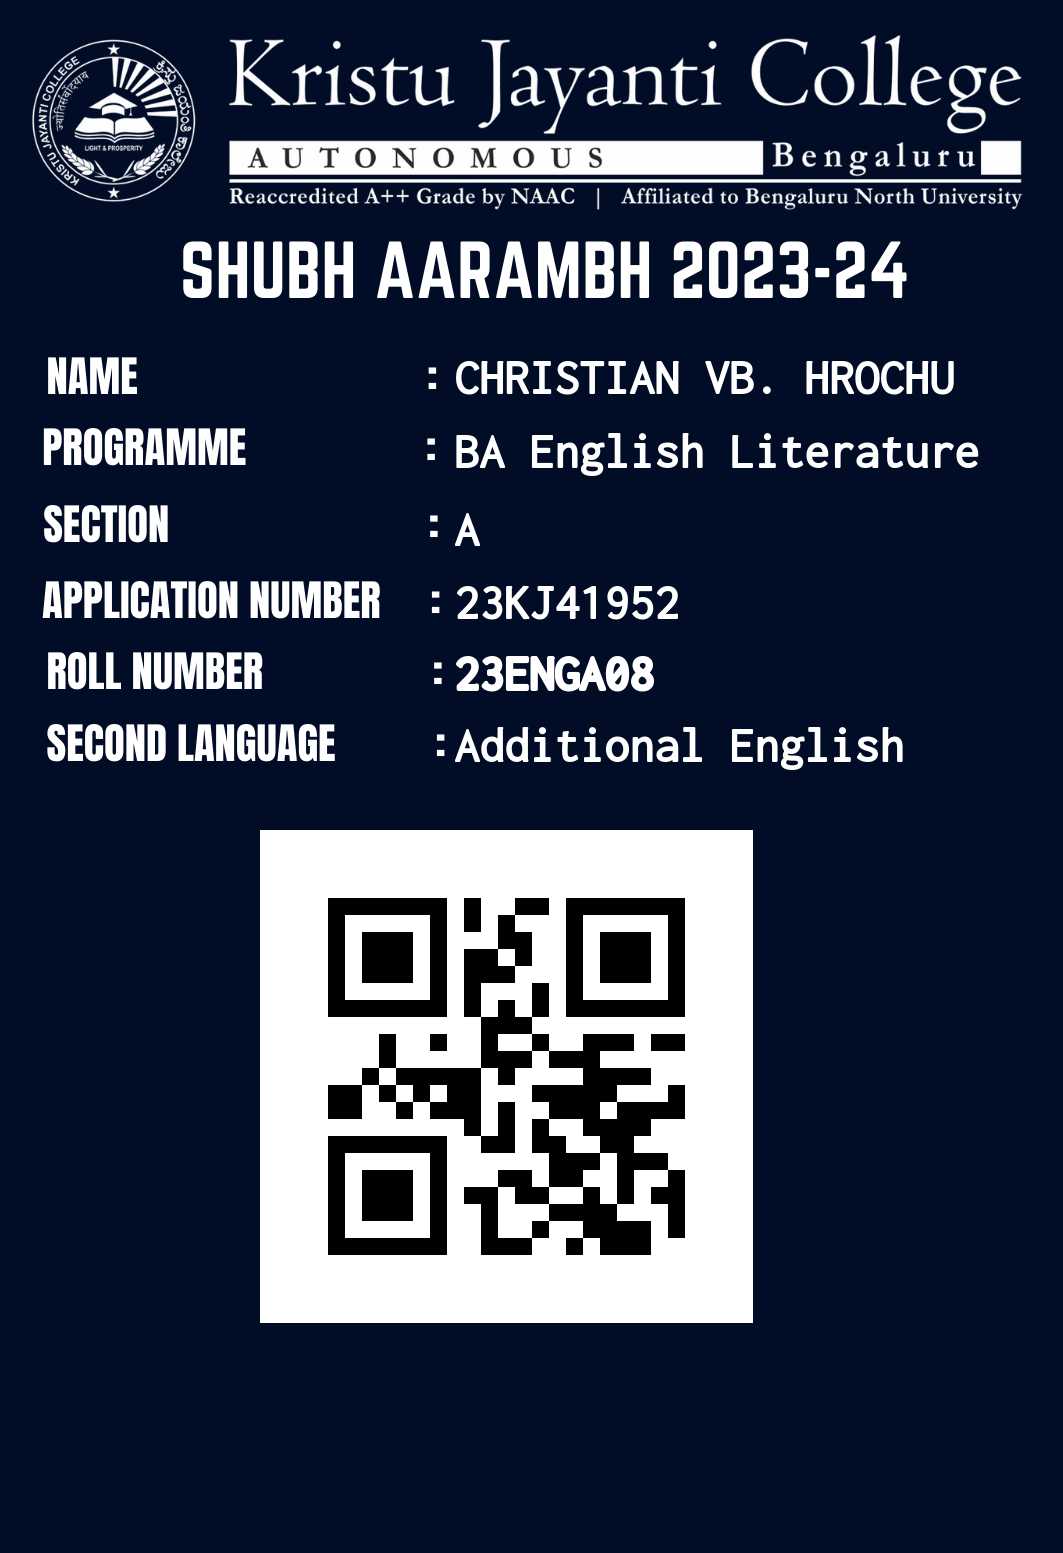 Kristu Jayanti College
AUTONOMOUS Bengaluru
Reaccredited A++ Grade by NAAC | Affiliated to Bengaluru North University
KRISTU JAYANTI COLLEGE
ಕ್ರಿಸ್ತು ಜಯಂತಿ ಕಾಲೇಜು
LIGHT & PROSPERITY
SHUBH AARAMBH 2023-24
NAME : CHRISTIAN VB. HROCHU
PROGRAMME : BA English Literature
SECTION : A
APPLICATION NUMBER : 23KJ41952
ROLL NUMBER : 23ENGA08
SECOND LANGUAGE : Additional English